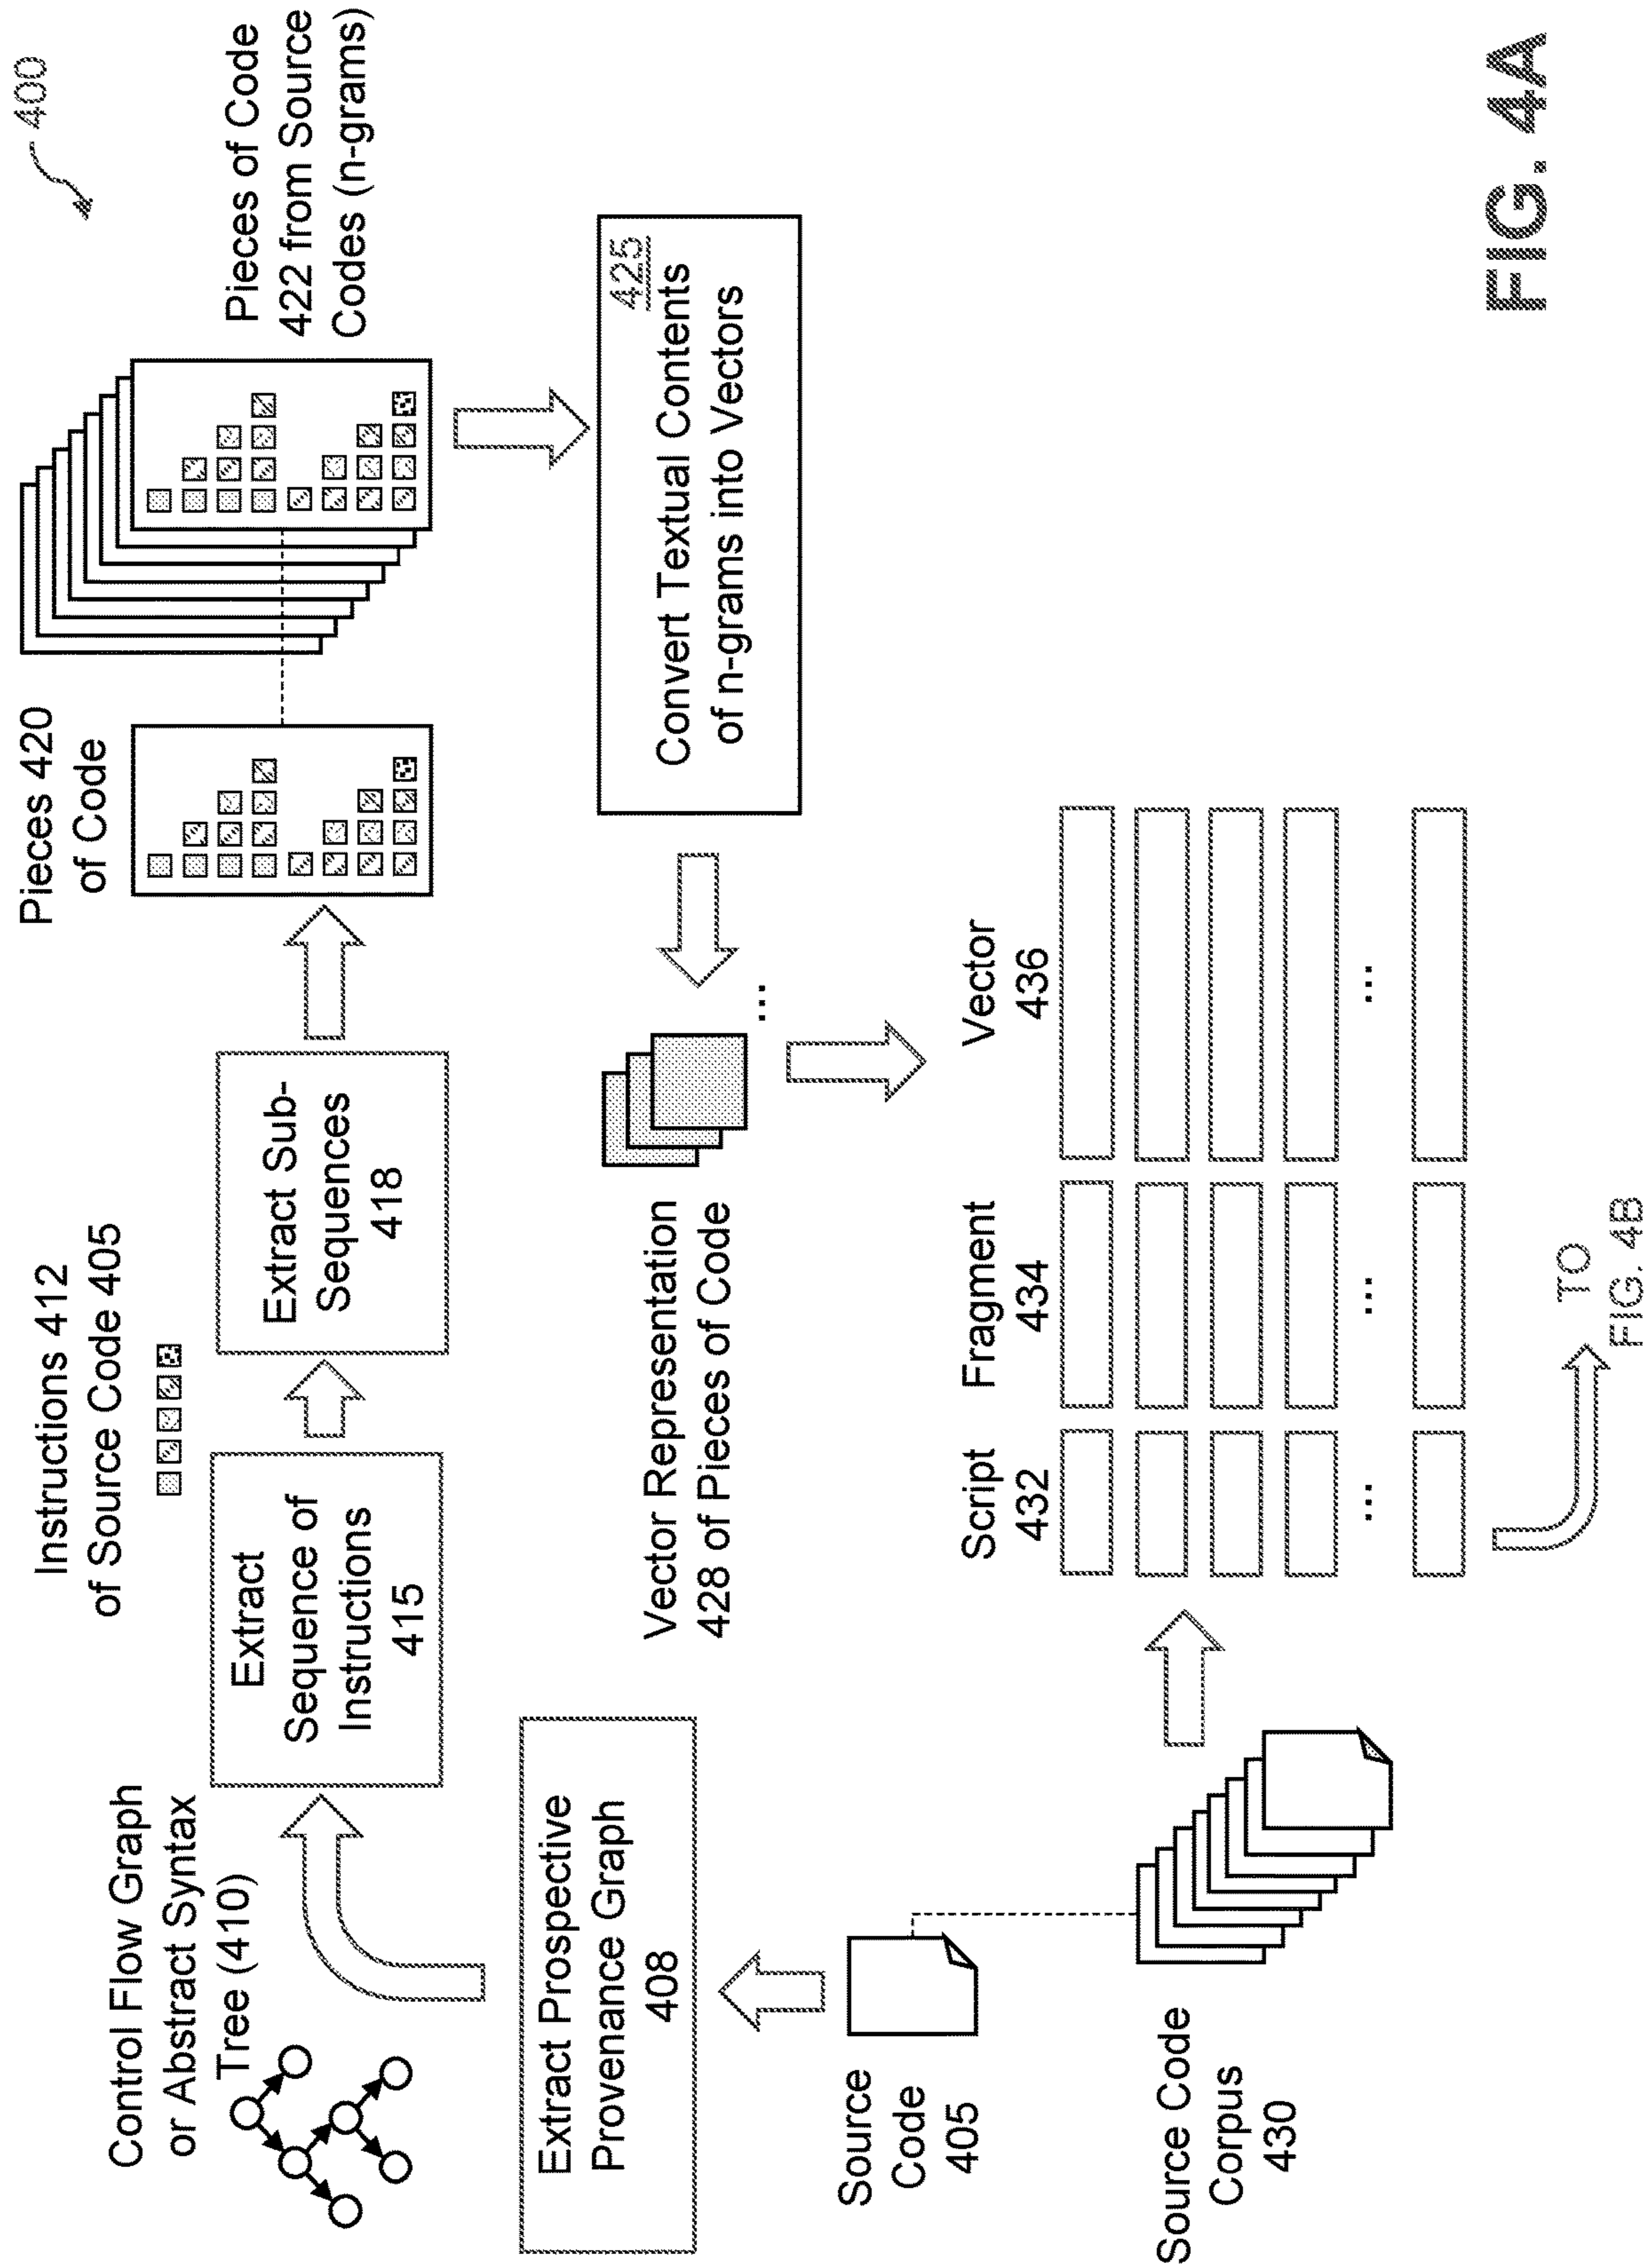 400
Control Flow Graph
or Abstract Syntax
Tree (410)
Instructions 412
of Source Code 405
Pieces 420
of Code
Pieces of Code
422 from Source
Codes (n-grams)
Extract
Sequence of
Instructions
415
Extract Sub-
Sequences
418
Extract Prospective
Provenance Graph
408
Vector Representation
428 of Pieces of Code
...
425
Convert Textual Contents
of n-grams into Vectors
Source
Code
405
Source Code
Corpus
430
Script
432
Fragment
434
Vector
436
... ... ...
TO
FIG. 4B
FIG. 4A